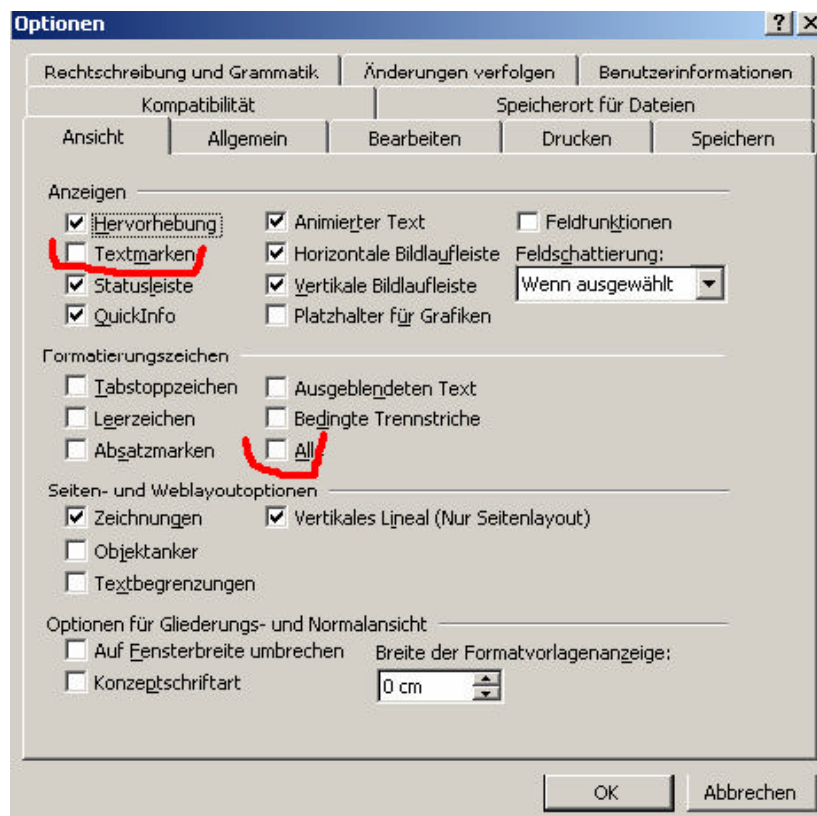 Optionen
Rechtschreibung und Grammatik Änderungen verfolgen Benutzerinformationen
Kompatibilität Speicherort für Dateien
Ansicht Allgemein Bearbeiten Drucken Speichern
Anzeigen
Hervorhebung Animierter Text Feldfunktionen
Textmarken Horizontale Bildlaufleiste Feldschattierung:
Statusleiste Vertikale Bildlaufleiste Wenn ausgewählt
QuickInfo Platzhalter für Grafiken
Formatierungszeichen
Tabstoppzeichen Ausgeblendeten Text
Leerzeichen Bedingte Trennstriche
Absatzmarken Alle
Seiten- und Weblayoutoptionen
Zeichnungen Vertikales Lineal (Nur Seitenlayout)
Objektanker
Textbegrenzungen
Optionen für Gliederungs- und Normalansicht
Auf Fensterbreite umbrechen Breite der Formatvorlagenanzeige:
Konzeptschriftart 0 cm
OK Abbrechen